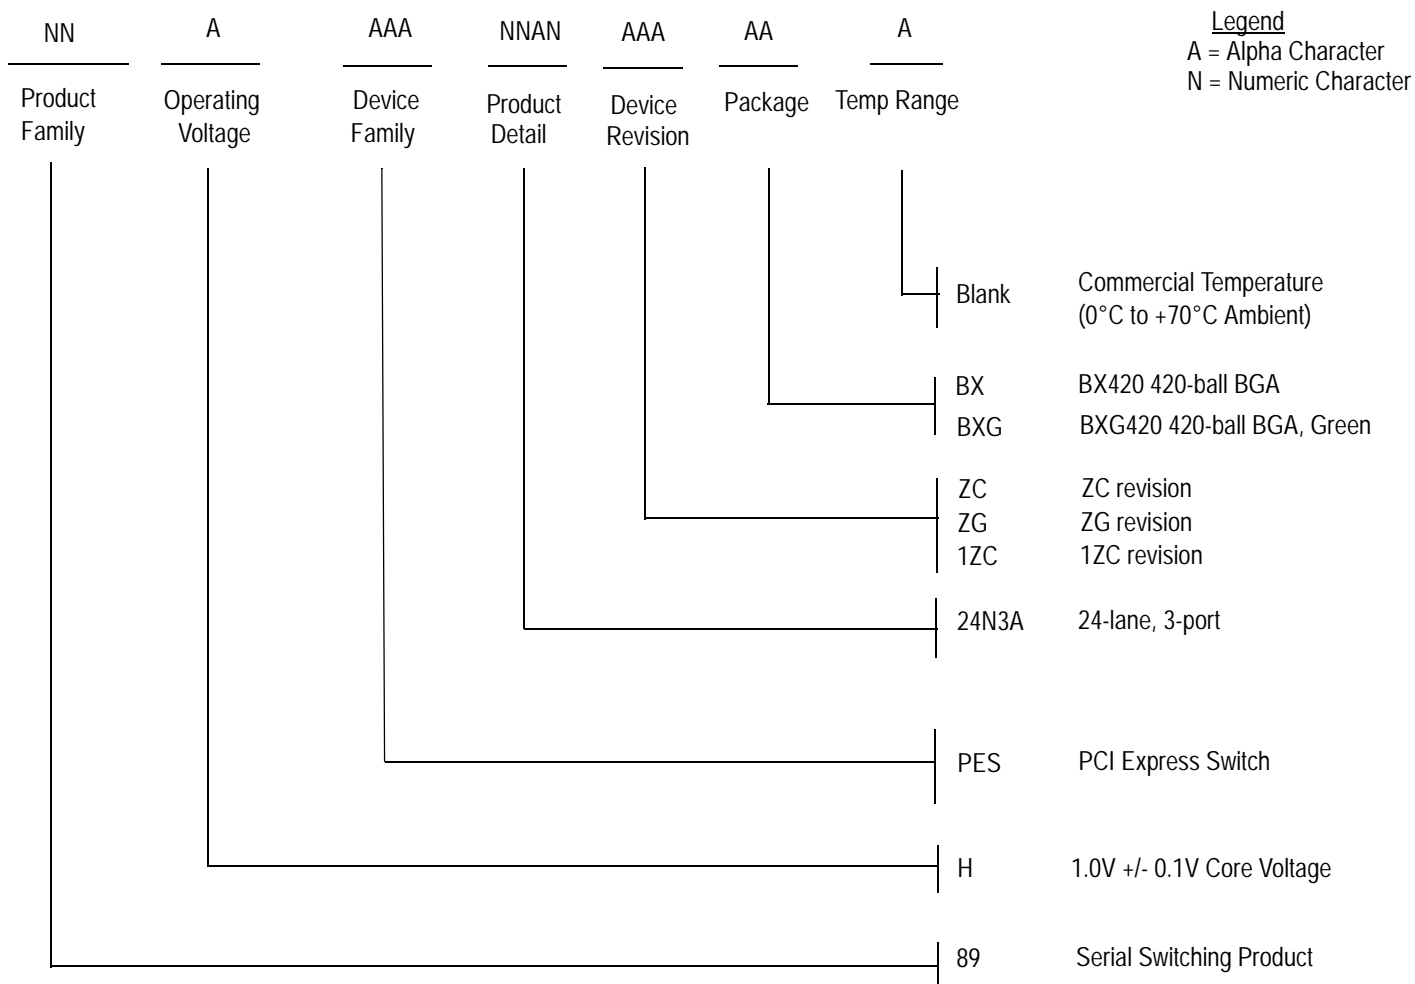 NN A AAA NNAN AAA AA A
Legend
A = Alpha Character
N = Numeric Character
Product Family
Operating Voltage
Device Family
Product Detail
Device Revision
Package
Temp Range
Blank Commercial Temperature
(0°C to +70°C Ambient)
BX BX420 420-ball BGA
BXG BXG420 420-ball BGA, Green
ZC ZC revision
ZG ZG revision
1ZC 1ZC revision
24N3A 24-lane, 3-port
PES PCI Express Switch
H 1.0V +/- 0.1V Core Voltage
89 Serial Switching Product